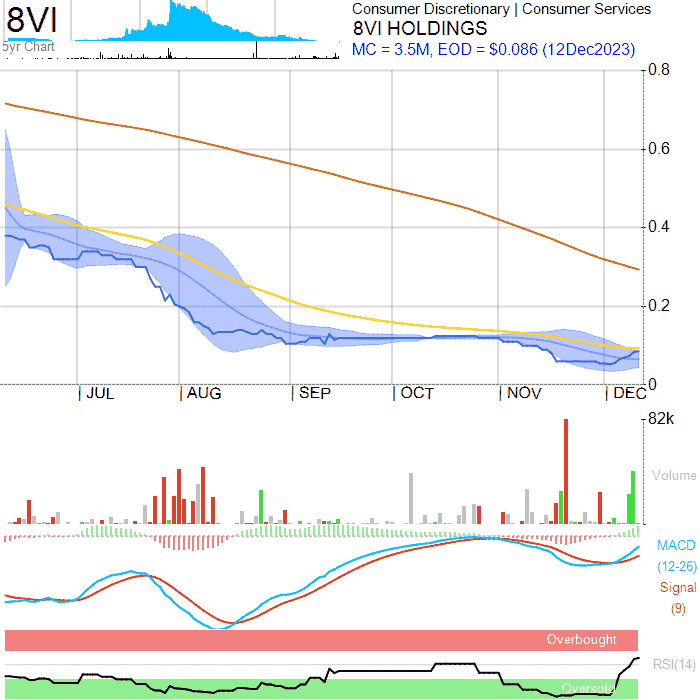 8VI
5yr Chart
Consumer Discretionary | Consumer Services
8VI HOLDINGS
MC = 3.5M, EOD = $0.086 (12Dec2023)
0.8
0.6
0.4
0.2
0
| JUL | AUG | SEP | OCT | NOV | DEC
82k
Volume
MACD
(12-26)
Signal
(9)
Overbought
RSI(14)
Oversold